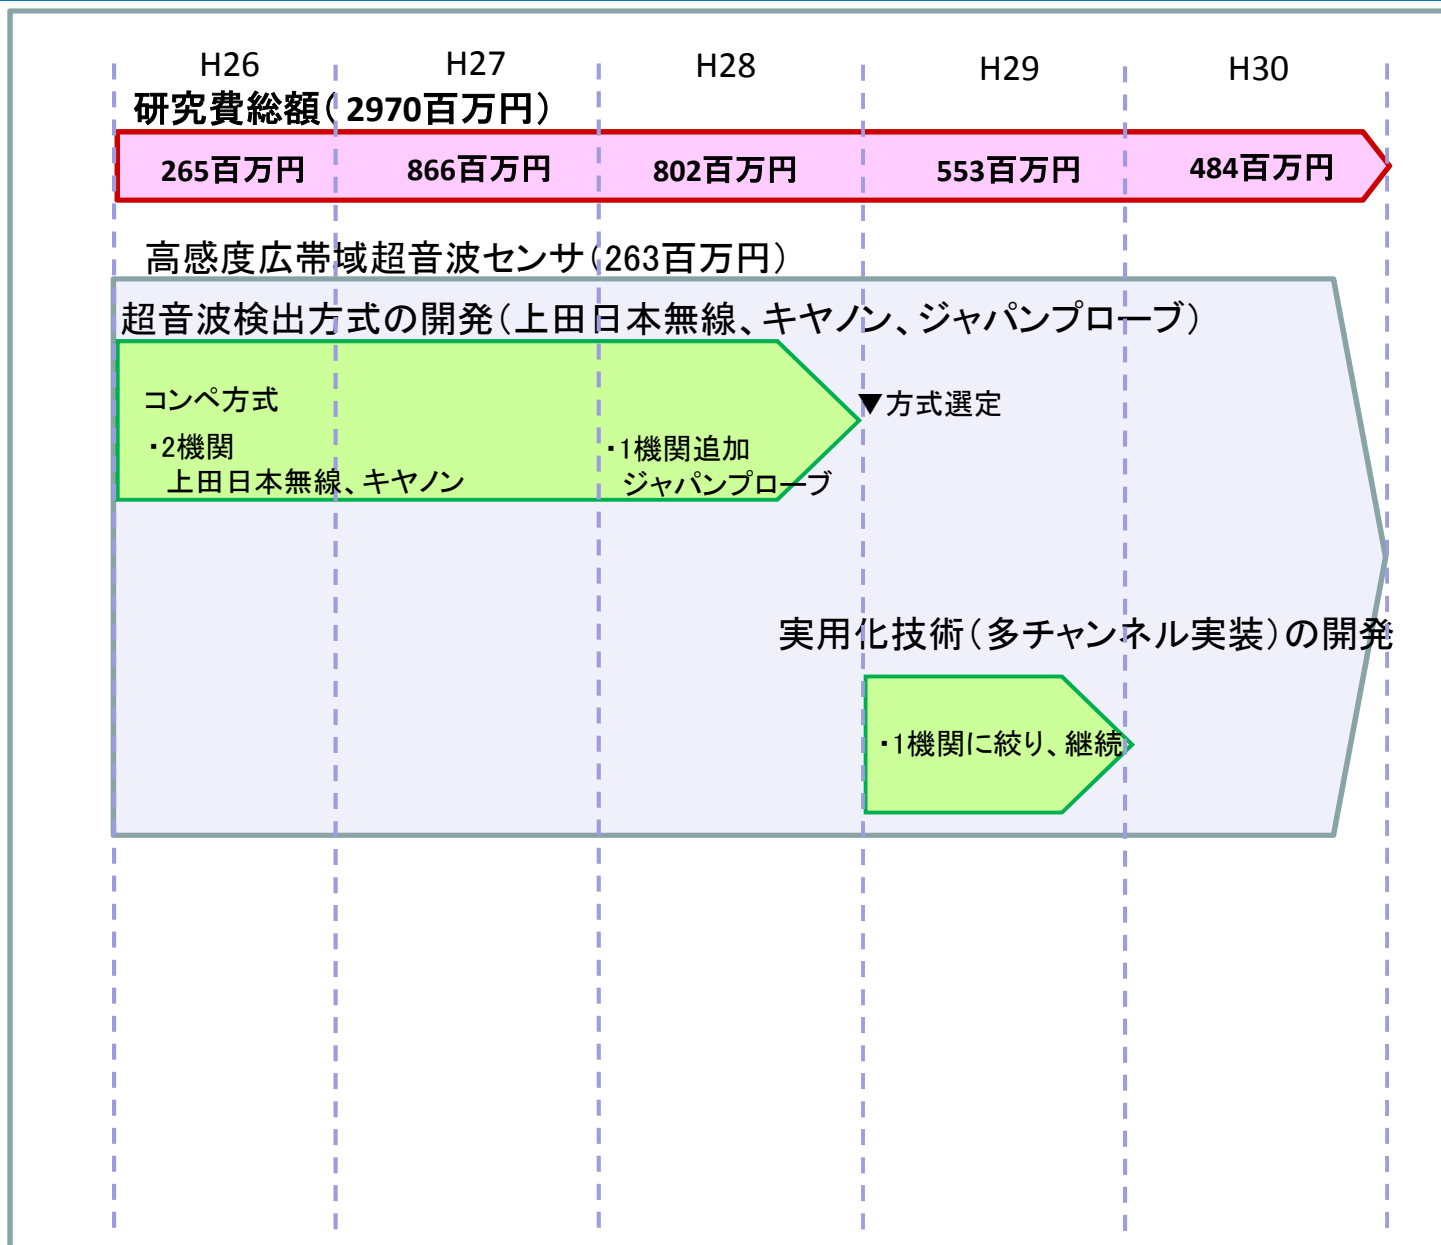 H26 H27 H28 H29 H30
研究費総額(2970百万円)
265百万円 866百万円 802百万円 553百万円 484百万円
高感度広帯域超音波センサ(263百万円)
超音波検出方式の開発(上田日本無線、キヤノン、ジャパンプローブ)
コンペ方式
▼方式選定
・2機関
上田日本無線、キヤノン
・1機関追加
ジャパンプローブ
実用化技術(多チャンネル実装)の開発
・1機関に絞り、継続